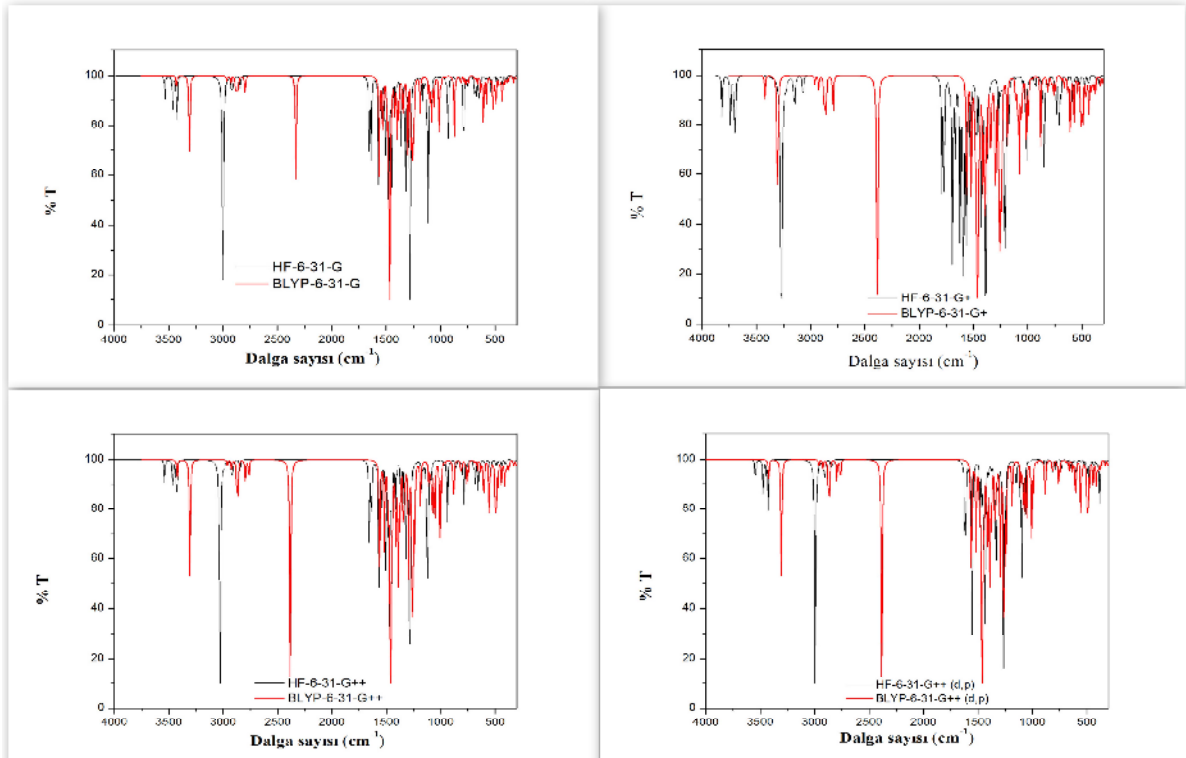 100
80
60
40
20
0
% T
HF-6-31-G
BLYP-6-31-G
4000 3500 3000 2500 2000 1500 1000 500
Dalga sayısı (cm⁻¹)
100
80
60
40
20
0
% T
HF-6-31-G+
BLYP-6-31-G+
4000 3500 3000 2500 2000 1500 1000 500
Dalga sayısı (cm⁻¹)
100
80
60
40
20
0
% T
HF-6-31-G++
BLYP-6-31-G++
4000 3500 3000 2500 2000 1500 1000 500
Dalga sayısı (cm⁻¹)
100
80
60
40
20
0
% T
HF-6-31-G++ (d,p)
BLYP-6-31-G++ (d,p)
4000 3500 3000 2500 2000 1500 1000 500
Dalga sayısı (cm⁻¹)